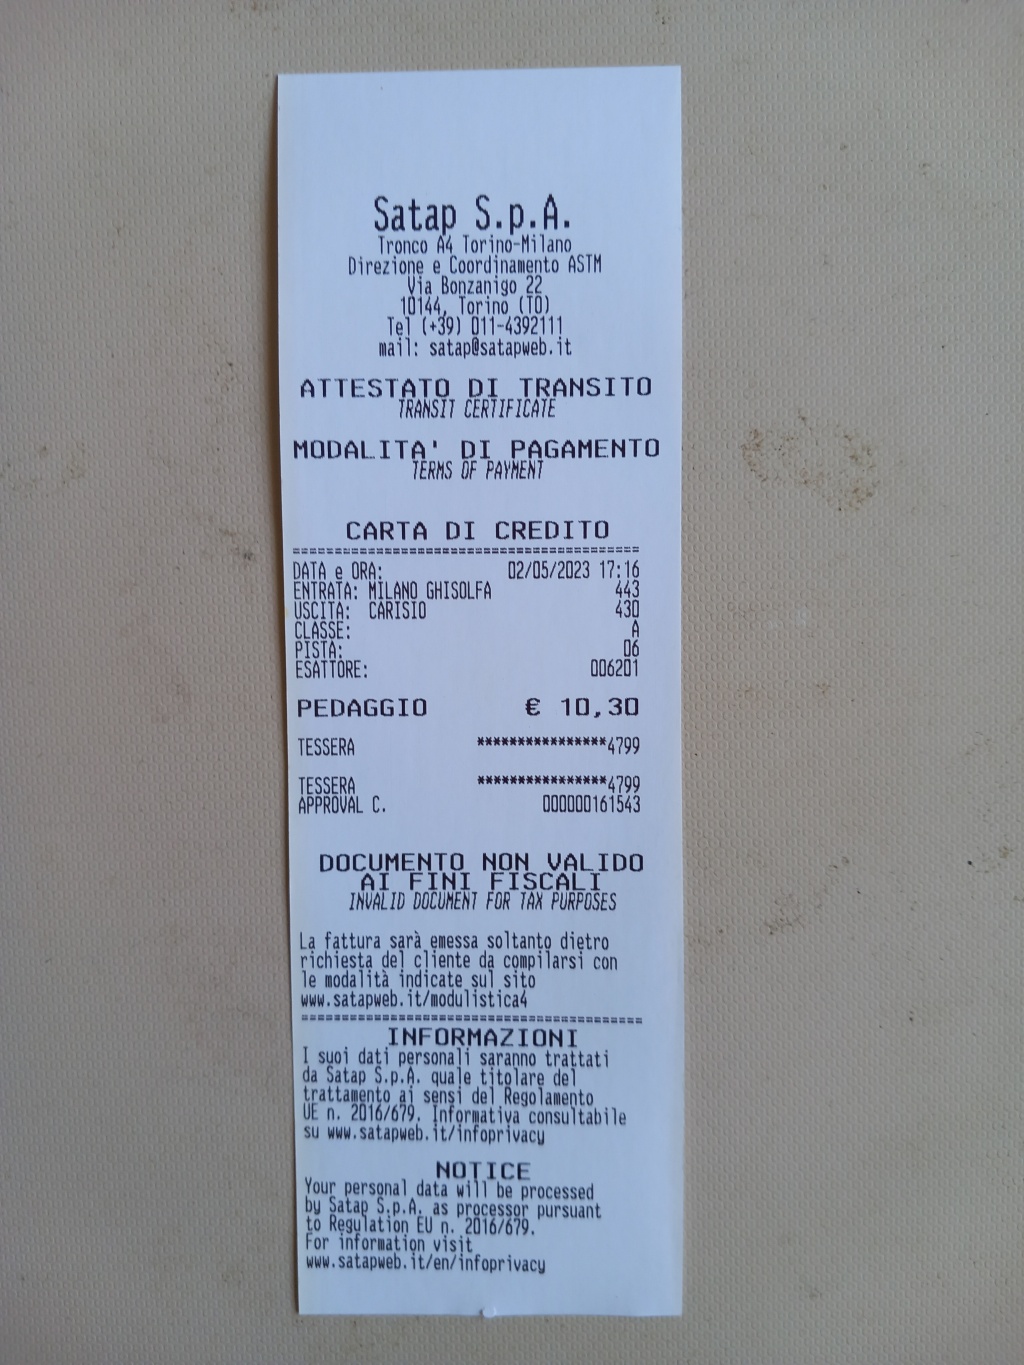 Satap S.p.A.
Tronco A4 Torino-Milano
Direzione e Coordinamento ASTM
Via Bonzanigo 22
10144, Torino (TO)
Tel (+39) 011-4392111
mail: satap@satapweb.it
ATTESTATO DI TRANSITO
TRANSIT CERTIFICATE
MODALITA' DI PAGAMENTO
TERMS OF PAYMENT
CARTA DI CREDITO
===========================================
DATA e ORA: 02/05/2023 17:16
ENTRATA: MILANO GHISOLFA 443
USCITA: CARISIO 430
CLASSE: A
PISTA: 06
ESATTORE: 006201
PEDAGGIO € 10,30
TESSERA ****************4799
TESSERA ****************4799
APPROVAL C. 000000161543
DOCUMENTO NON VALIDO
AI FINI FISCALI
INVALID DOCUMENT FOR TAX PURPOSES
La fattura sarà emessa soltanto dietro
richiesta del cliente da compilarsi con
le modalità indicate sul sito
www.satapweb.it/modulistica4
===========================================
INFORMAZIONI
I suoi dati personali saranno trattati
da Satap S.p.A. quale titolare del
trattamento ai sensi del Regolamento
UE n. 2016/679. Informativa consultabile
su www.satapweb.it/infoprivacy
NOTICE
Your personal data will be processed
by Satap S.p.A. as processor pursuant
to Regulation EU n. 2016/679.
For information visit
www.satapweb.it/en/infoprivacy